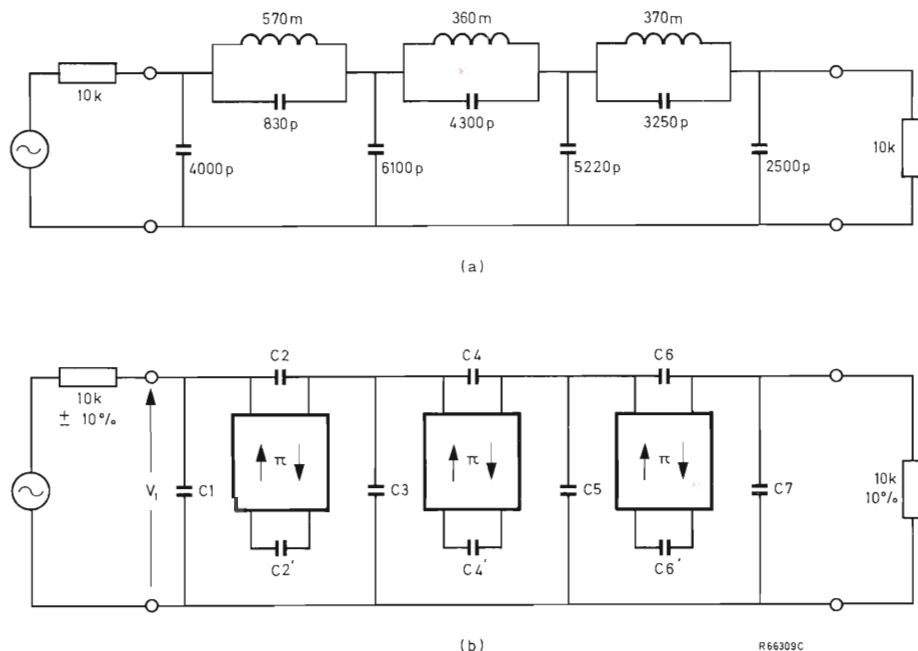 570m 360m 370m
10k
830p 4300p 3250p
4000p 6100p 5220p 2500p 10k
(a)
C2 C4 C6
10k
± 10%
π π π
V₁ C1 C3 C5 C7 10k
10%
C2' C4' C6'
(b) R66309C